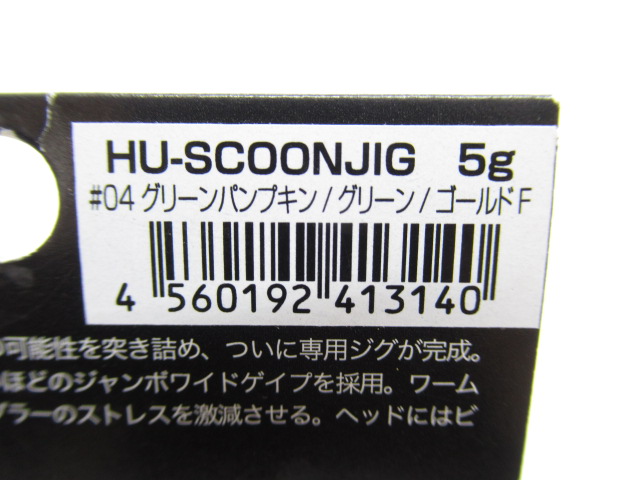 HU-SCOONJIG 5g
#04 グリーンパンプキン/グリーン/ゴールドF
4 560192 413140
可能性を突き詰め、ついに専用ジグが完成。
ほどのジャンボワイドゲイプを採用。ワーム
ラーのストレスを激減させる。ヘッドにはビ